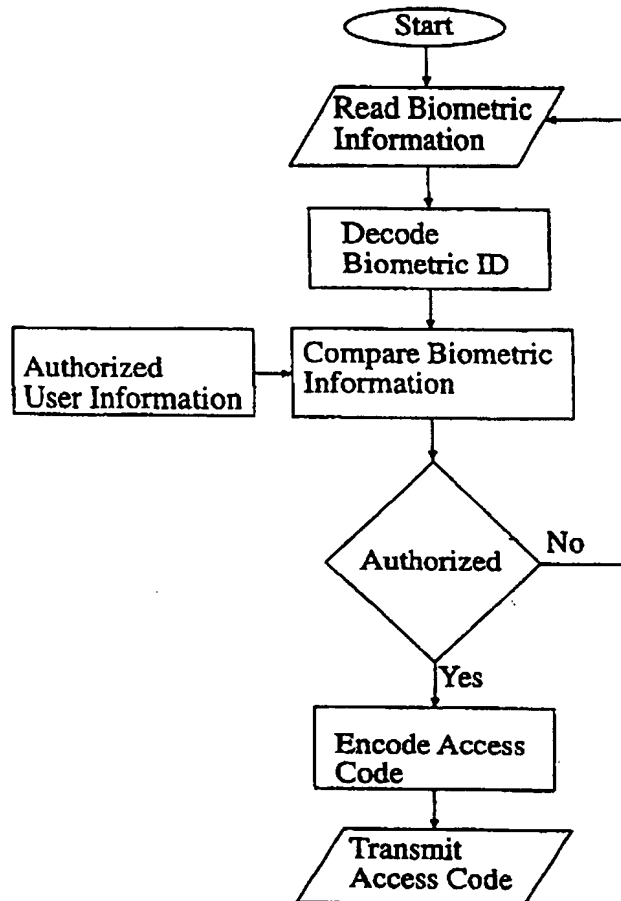 Start
Read Biometric
Information
Decode
Biometric ID
Authorized
User Information
Compare Biometric
Information
Authorized
No
Yes
Encode Access
Code
Transmit
Access Code